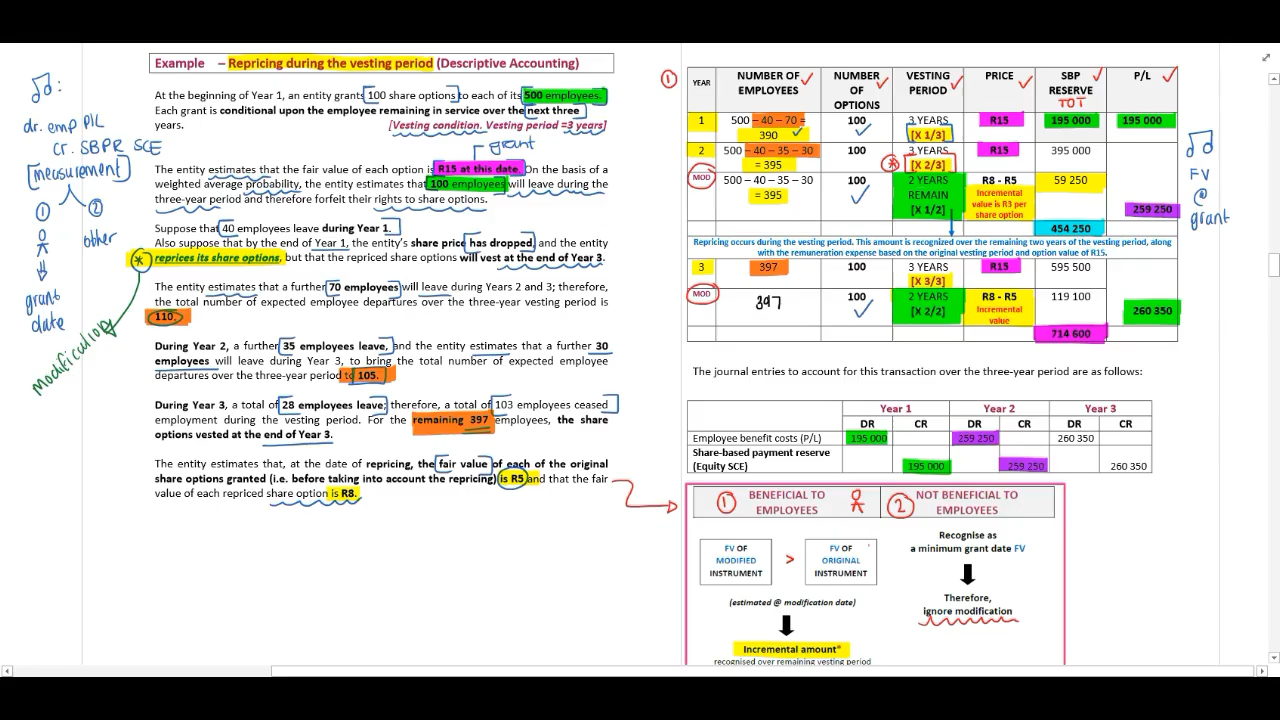 Example – Repricing during the vesting period (Descriptive Accounting)
At the beginning of Year 1, an entity grants 100 share options to each of its 500 employees.
Each grant is conditional upon the employee remaining in service over the next three
years. [Vesting condition. Vesting period =3 years]
grant
The entity estimates that the fair value of each option is R15 at this date. On the basis of a
weighted average probability, the entity estimates that 100 employees will leave during the
three-year period and therefore forfeit their rights to share options.
Suppose that 40 employees leave during Year 1.
Also suppose that by the end of Year 1, the entity's share price has dropped, and the entity
reprices its share options, but that the repriced share options will vest at the end of Year 3.
The entity estimates that a further 70 employees will leave during Years 2 and 3; therefore,
the total number of expected employee departures over the three-year vesting period is
110.
During Year 2, a further 35 employees leave, and the entity estimates that a further 30
employees will leave during Year 3, to bring the total number of expected employee
departures over the three-year period to 105.
During Year 3, a total of 28 employees leave; therefore, a total of 103 employees ceased
employment during the vesting period. For the remaining 397 employees, the share
options vested at the end of Year 3.
The entity estimates that, at the date of repricing, the fair value of each of the original
share options granted (i.e. before taking into account the repricing) is R5 and that the fair
value of each repriced share option is R8.
dr. emp P/L
cr. SBPR SCE
[measurement]
① ②
other
grant
date
*
modification
①
YEAR NUMBER OF EMPLOYEES NUMBER OF OPTIONS VESTING PERIOD PRICE SBP RESERVE TOT P/L
1 500 – 40 – 70 = 390 100 3 YEARS [X 1/3] R15 195 000 195 000
2 500 – 40 – 35 – 30 = 395 100 * 3 YEARS [X 2/3] R15 395 000
MOD 500 – 40 – 35 – 30 = 395 100 2 YEARS REMAIN [X 1/2] R8 - R5 Incremental value is R3 per share option 59 250 259 250
454 250
Repricing occurs during the vesting period. This amount is recognized over the remaining two years of the vesting period, along
with the remuneration expense based on the original vesting period and option value of R15.
3 397 100 3 YEARS [X 3/3] R15 595 500
MOD 397 100 2 YEARS [X 2/2] R8 - R5 Incremental value 119 100 260 350
714 600
FV
@
grant
The journal entries to account for this transaction over the three-year period are as follows:
Year 1 Year 2 Year 3
DR CR DR CR DR CR
Employee benefit costs (P/L) 195 000 259 250 260 350
Share-based payment reserve
(Equity SCE) 195 000 259 250 260 350
① BENEFICIAL TO
EMPLOYEES
② NOT BENEFICIAL TO
EMPLOYEES
FV OF
MODIFIED
INSTRUMENT
>
FV OF
ORIGINAL
INSTRUMENT
(estimated @ modification date)
Incremental amount*
recognised over remaining vesting period
Recognise as
a minimum grant date FV
Therefore,
ignore modification